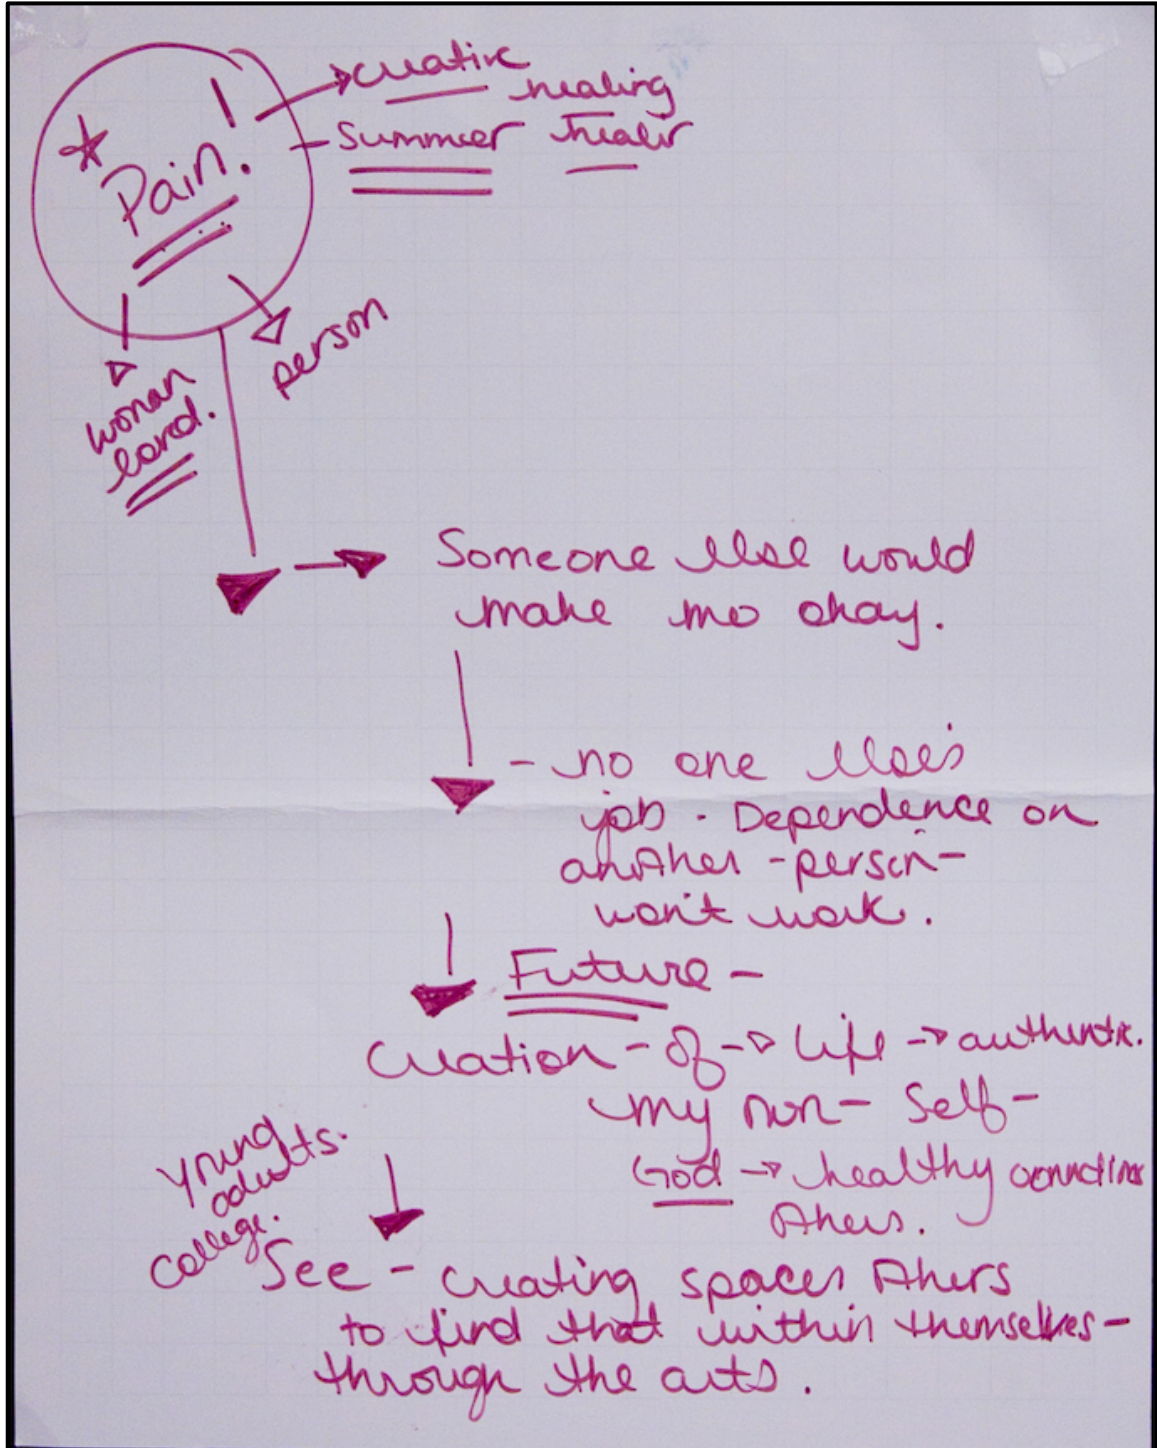 creative
healing
* Pain.
- Summer theater
person
woman
loved.
Someone else would
make me okay.
- no one else's
job. Dependence on
another - person -
won't work.
Future -
Creation - of -> Life -> authentic.
my own - Self -
God -> healthy connections
others.
young
adults.
college.
See - creating spaces others
to find that within themselves -
through the arts.